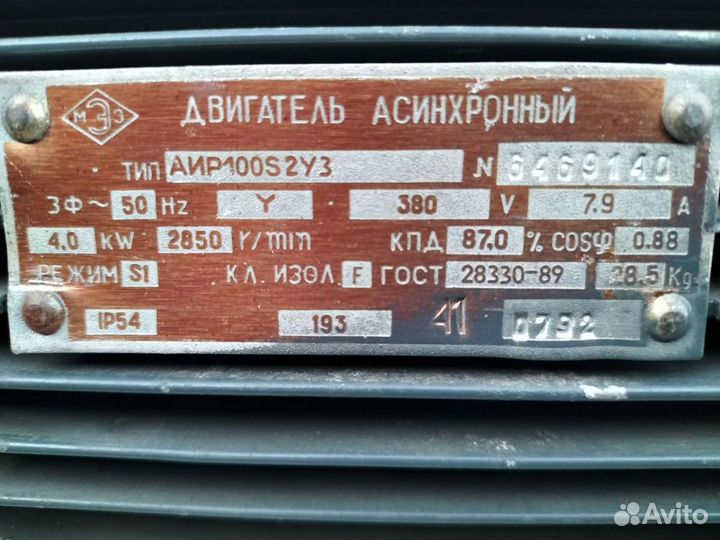 МЭЗ ДВИГАТЕЛЬ АСИНХРОННЫЙ
ТИП АИР100S2У3 N 6469140
3Ф~ 50 Hz Y 380 V 7.9 A
4.0 kW 2850 r/min КПД 87.0 % COSφ 0.88
РЕЖИМ S1 КЛ. ИЗОЛ. F ГОСТ 28330-89 28.5 Kg
IP54 193 41 0792
Avito